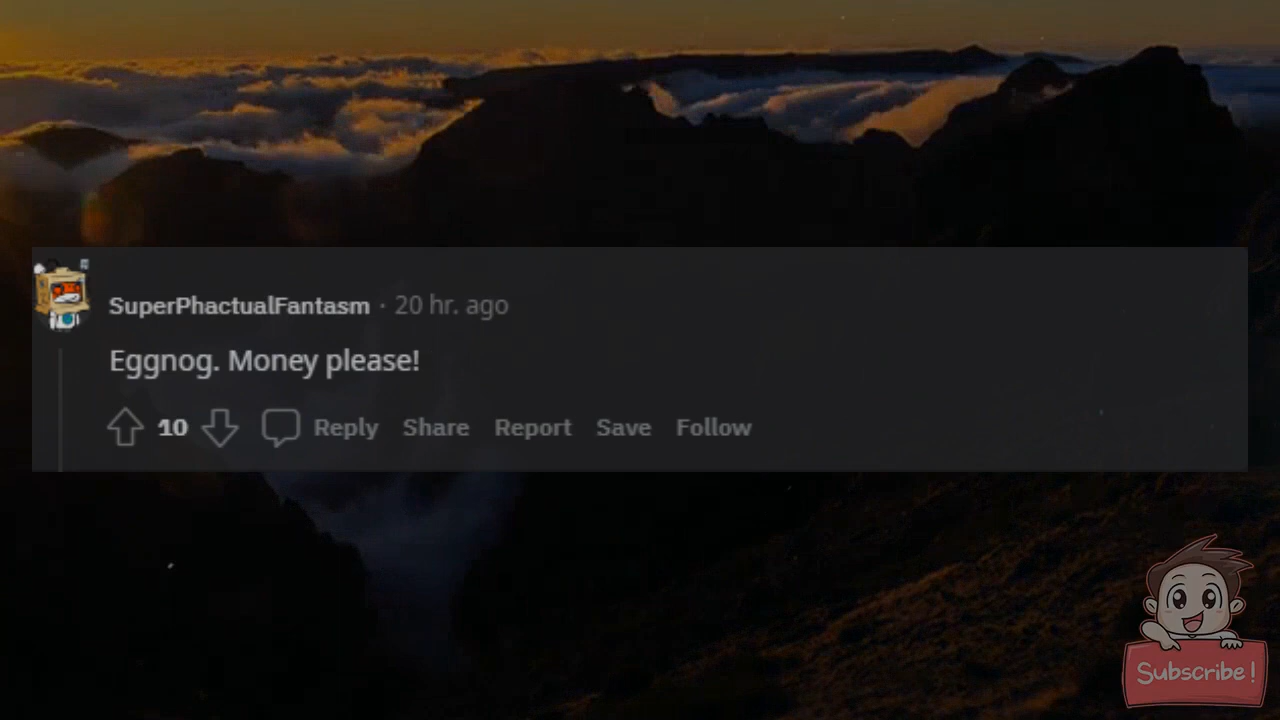 SuperPhactualFantasm · 20 hr. ago
Eggnog. Money please!
10 Reply Share Report Save Follow
Subscribe!